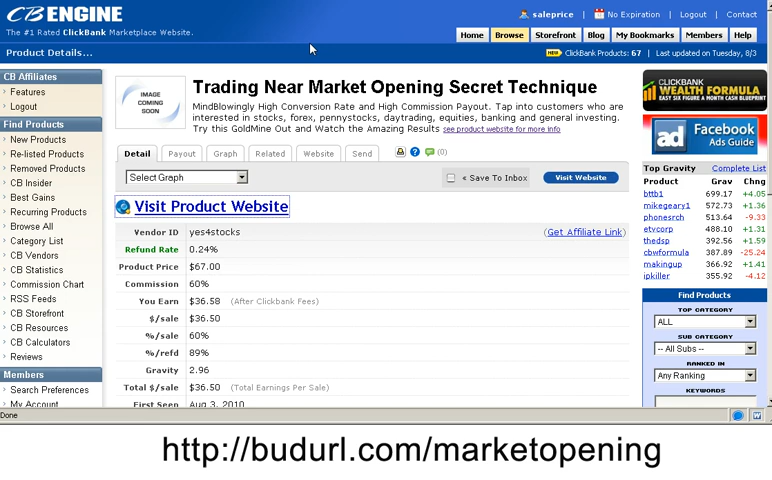 CBENGINE
The #1 Rated ClickBank Marketplace Website.
saleprice | No Expiration | Logout | Contact
Home Browse Storefront Blog My Bookmarks Members Help
Product Details...
NEW ClickBank Products: 67 | Last updated on Tuesday, 8/3
CB Affiliates
Features
Logout
Find Products
New Products
Re-listed Products
Removed Products
CB Insider
Best Gains
Recurring Products
Browse All
Category List
CB Vendors
CB Statistics
Commission Chart
RSS Feeds
CB Storefront
CB Resources
CB Calculators
Reviews
Members
Search Preferences
My Account
IMAGE
COMING
SOON
Trading Near Market Opening Secret Technique
MindBlowingly High Conversion Rate and High Commission Payout. Tap into customers who are
interested in stocks, forex, pennystocks, daytrading, equities, banking and general investing.
Try this GoldMine Out and Watch the Amazing Results see product website for more info
Detail Payout Graph Related Website Send (0)
Select Graph
« Save To Inbox
Visit Website
Visit Product Website
Vendor ID yes4stocks (Get Affiliate Link)
Refund Rate 0.24%
Product Price $67.00
Commission 60%
You Earn $36.58 (After Clickbank Fees)
$/sale $36.50
%/sale 60%
%/refd 89%
Gravity 2.96
Total $/sale $36.50 (Total Earnings Per Sale)
First Seen Aug 3, 2010
CLICKBANK
WEALTH FORMULA
EASY SIX FIGURE A MONTH CASH BLUEPRINT
ad Facebook
Ads Guide
Top Gravity Complete List
Product Grav Chng
bttb1 699.17 +4.05
mikegeary1 572.73 +1.36
phonesrch 513.64 -9.33
etvcorp 488.10 +1.31
thedsp 392.56 +1.59
cbwformula 387.89 -25.24
makingup 366.92 +1.41
ipkiller 355.92 -4.12
Find Products
TOP CATEGORY
ALL
SUB CATEGORY
-- All Subs --
RANKED IN
Any Ranking
KEYWORDS
Done
http://budurl.com/marketopening